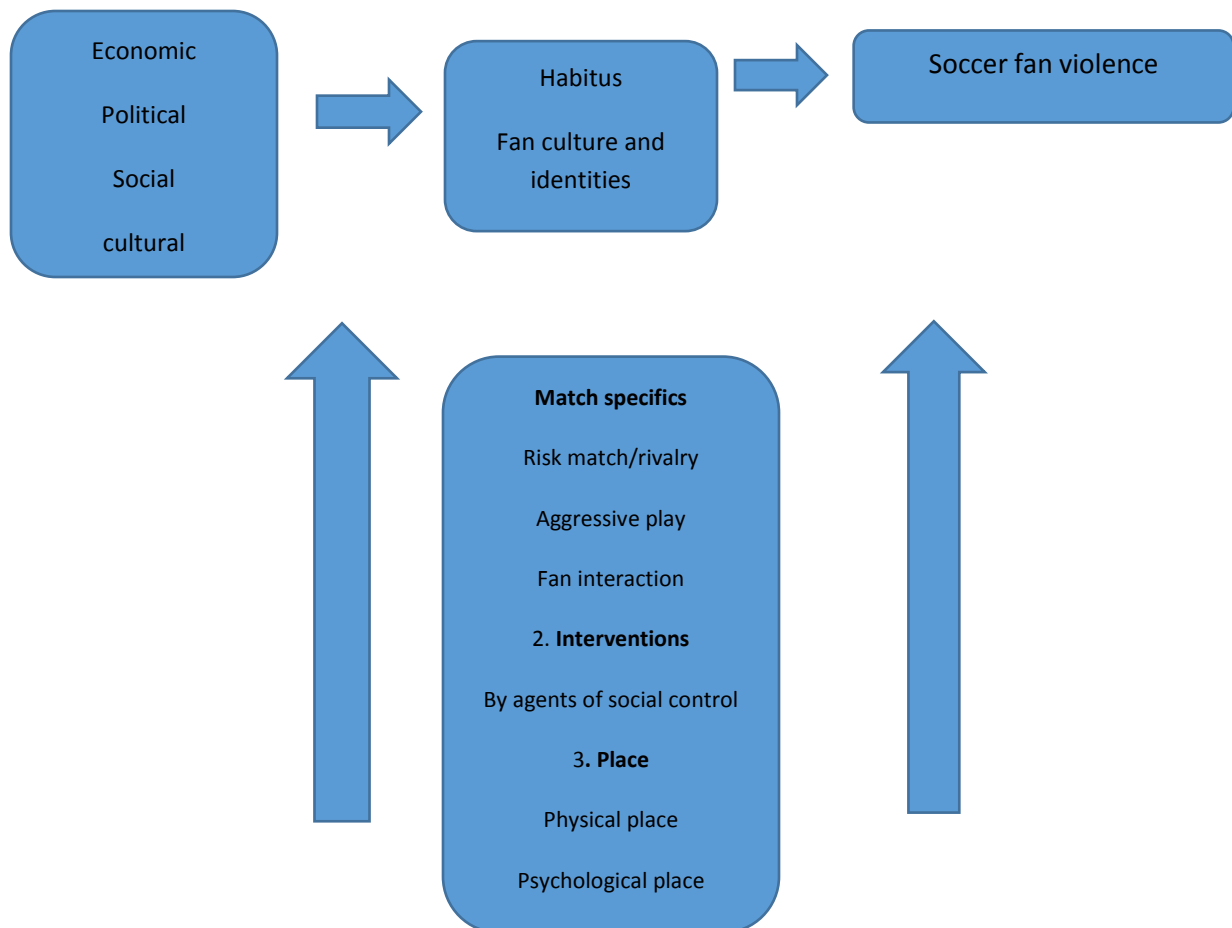 Economic
Political
Social
cultural
Habitus
Fan culture and
identities
Soccer fan violence
Match specifics
Risk match/rivalry
Aggressive play
Fan interaction
2. Interventions
By agents of social control
3. Place
Physical place
Psychological place